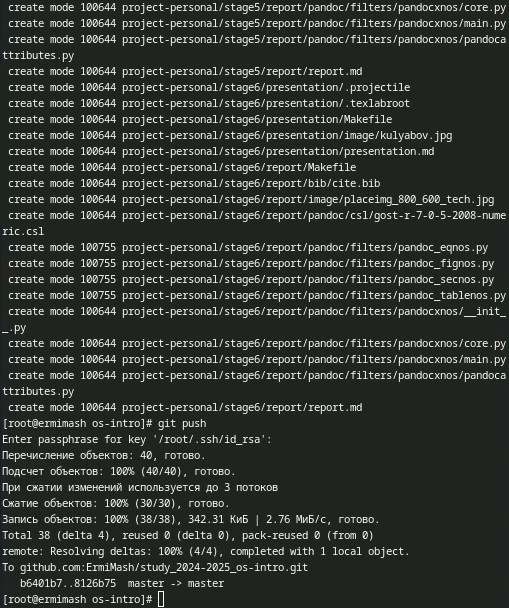 create mode 100644 project-personal/stage5/report/pandoc/filters/pandocxnos/core.py
create mode 100644 project-personal/stage5/report/pandoc/filters/pandocxnos/main.py
create mode 100644 project-personal/stage5/report/pandoc/filters/pandocxnos/pandoca
ttributes.py
create mode 100644 project-personal/stage5/report/report.md
create mode 100644 project-personal/stage6/presentation/.projectile
create mode 100644 project-personal/stage6/presentation/.texlabroot
create mode 100644 project-personal/stage6/presentation/Makefile
create mode 100644 project-personal/stage6/presentation/image/kulyabov.jpg
create mode 100644 project-personal/stage6/presentation/presentation.md
create mode 100644 project-personal/stage6/report/Makefile
create mode 100644 project-personal/stage6/report/bib/cite.bib
create mode 100644 project-personal/stage6/report/image/placeimg_800_600_tech.jpg
create mode 100644 project-personal/stage6/report/pandoc/csl/gost-r-7-0-5-2008-nume
ric.csl
create mode 100755 project-personal/stage6/report/pandoc/filters/pandoc_eqnos.py
create mode 100755 project-personal/stage6/report/pandoc/filters/pandoc_fignos.py
create mode 100755 project-personal/stage6/report/pandoc/filters/pandoc_secnos.py
create mode 100755 project-personal/stage6/report/pandoc/filters/pandoc_tablenos.py
create mode 100644 project-personal/stage6/report/pandoc/filters/pandocxnos/__init_
_.py
create mode 100644 project-personal/stage6/report/pandoc/filters/pandocxnos/core.py
create mode 100644 project-personal/stage6/report/pandoc/filters/pandocxnos/main.py
create mode 100644 project-personal/stage6/report/pandoc/filters/pandocxnos/pandoca
ttributes.py
create mode 100644 project-personal/stage6/report/report.md
[root@ermimash os-intro]# git push
Enter passphrase for key '/root/.ssh/id_rsa':
Перечисление объектов: 40, готово.
Подсчет объектов: 100% (40/40), готово.
При сжатии изменений используется до 3 потоков
Сжатие объектов: 100% (30/30), готово.
Запись объектов: 100% (38/38), 342.31 КиБ | 2.76 МиБ/с, готово.
Total 38 (delta 4), reused 0 (delta 0), pack-reused 0 (from 0)
remote: Resolving deltas: 100% (4/4), completed with 1 local object.
To github.com:ErmiMash/study_2024-2025_os-intro.git
b6401b7..8126b75  master -> master
[root@ermimash os-intro]#